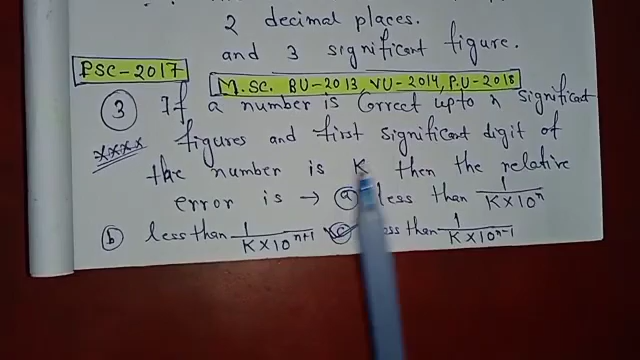 2 decimal places.
and 3 significant figure.
PSC-2017
M.SC. BU-2013, VU-2014, P.U-2018
③ If a number is correct upto n significant
xxxx figures and first significant digit of
the number is K then the relative
error is → ⓐ less than 1/K×10^n
ⓑ less than 1/K×10^n+1 ⓒ less than 1/K×10^n-1